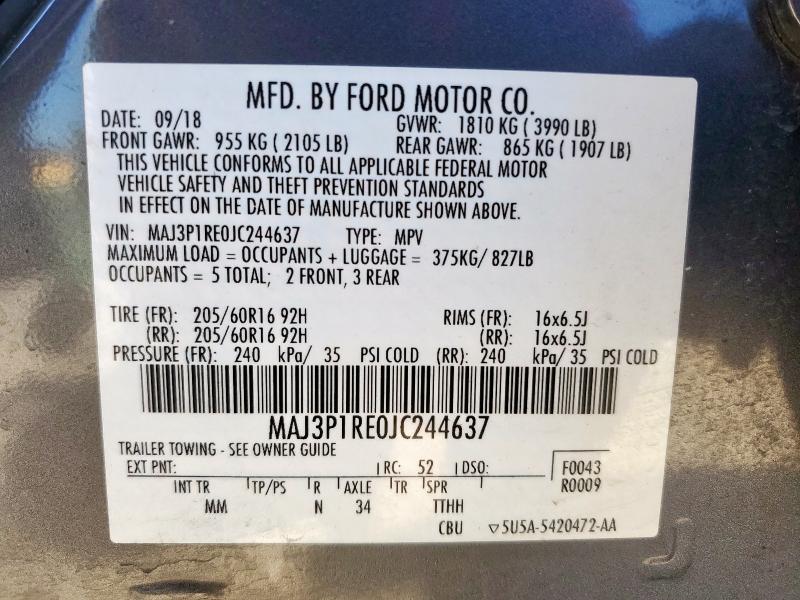 MFD. BY FORD MOTOR CO.
DATE: 09/18 GVWR: 1810 KG ( 3990 LB)
FRONT GAWR: 955 KG ( 2105 LB) REAR GAWR: 865 KG ( 1907 LB)
THIS VEHICLE CONFORMS TO ALL APPLICABLE FEDERAL MOTOR
VEHICLE SAFETY AND THEFT PREVENTION STANDARDS
IN EFFECT ON THE DATE OF MANUFACTURE SHOWN ABOVE.
VIN: MAJ3P1RE0JC244637 TYPE: MPV
MAXIMUM LOAD = OCCUPANTS + LUGGAGE = 375KG/ 827LB
OCCUPANTS = 5 TOTAL; 2 FRONT, 3 REAR
TIRE (FR): 205/60R16 92H RIMS (FR): 16x6.5J
(RR): 205/60R16 92H (RR): 16x6.5J
PRESSURE (FR): 240 kPa/ 35 PSI COLD (RR): 240 kPa/ 35 PSI COLD
MAJ3P1RE0JC244637
TRAILER TOWING - SEE OWNER GUIDE
EXT PNT: RC: 52 DSO: F0043
INT TR TP/PS R AXLE TR SPR R0009
MM N 34 TTHH
CBU ▽5U5A-5420472-AA
J